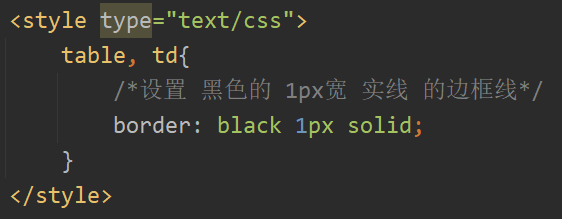 <style type="text/css">
table, td{
/*设置 黑色的 1px宽 实线 的边框线*/
border: black 1px solid;
}
</style>